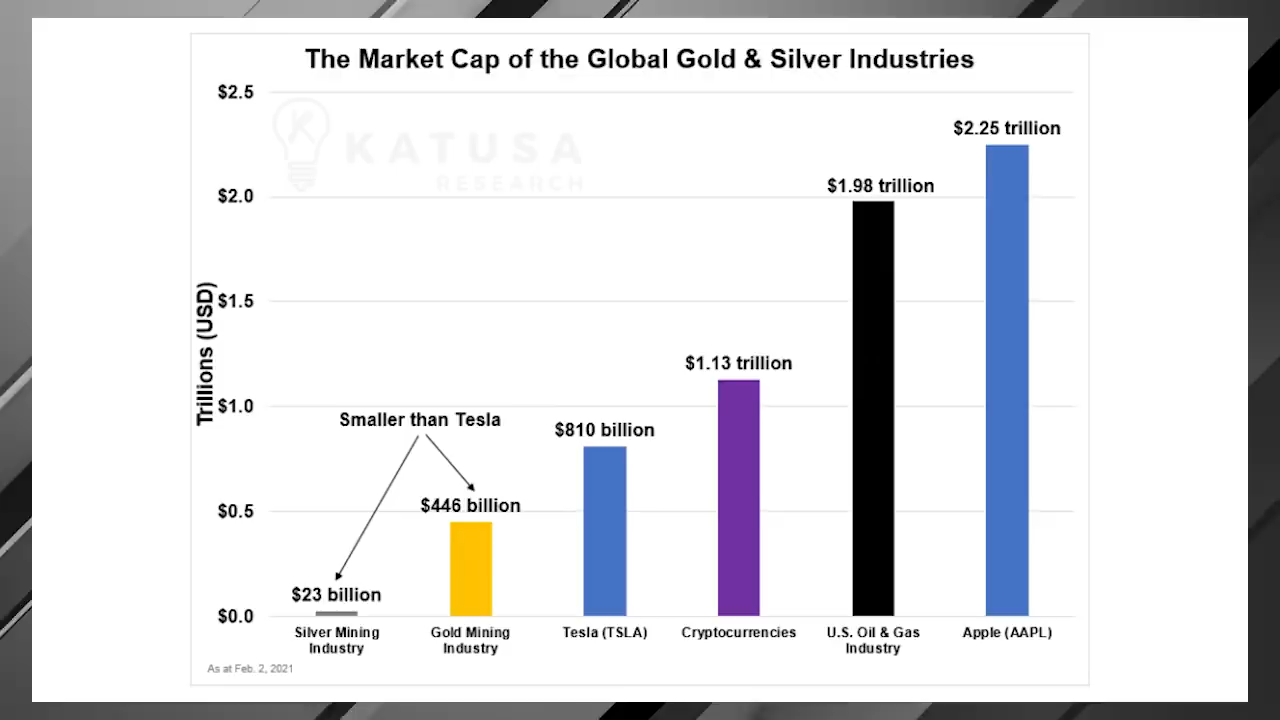 The Market Cap of the Global Gold & Silver Industries
KATUSA
RESEARCH
Trillions (USD)
$2.5
$2.0
$1.5
$1.0
$0.5
$0.0
Smaller than Tesla
$23 billion
$446 billion
$810 billion
$1.13 trillion
$1.98 trillion
$2.25 trillion
Silver Mining
Industry
Gold Mining
Industry
Tesla (TSLA)
Cryptocurrencies
U.S. Oil & Gas
Industry
Apple (AAPL)
As at Feb. 2, 2021